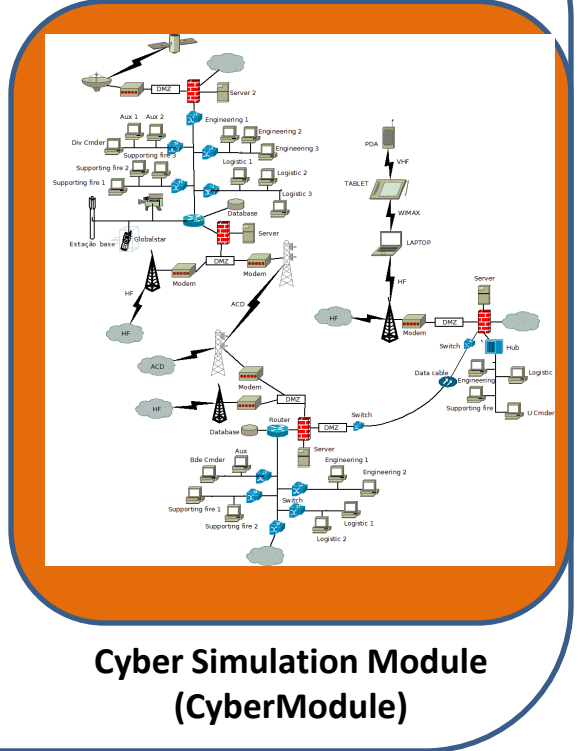 DMZ
Server 2
Aux 1 Aux 2
Engineering 1
Engineering 2
Div Cmder
Supporting fire 3
Engineering 3
PDA
VHF
Supporting fire 2
Logistic 1
Logistic 2
Supporting fire 1
TABLET
Logistic 3
WIMAX
Database
Estação base
Globalstar
Server
LAPTOP
DMZ
Modem
Modem
HF
Server
HF
ACD
HF
HF
DMZ
Modem
Switch
Hub
ACD
Data cable
Engineering
Logistic
Modem
DMZ
HF
Supporting fire
U Cmder
Router
Switch
Database
DMZ
Server
Aux
Bde Cmder
Engineering 1
Engineering 2
Supporting fire 1
Switch
Supporting fire 2
Logistic 1
Logistic 2
Cyber Simulation Module
(CyberModule)